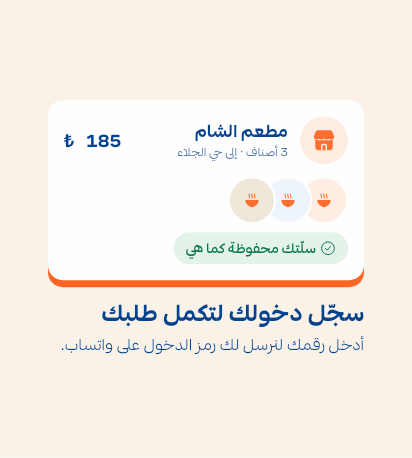 مطعم الشام
3 أصناف · إلى حي الجلاء
185 ₺
سلّتك محفوظة كما هي
سجّل دخولك لتكمل طلبك
أدخل رقمك لنرسل لك رمز الدخول على واتساب.